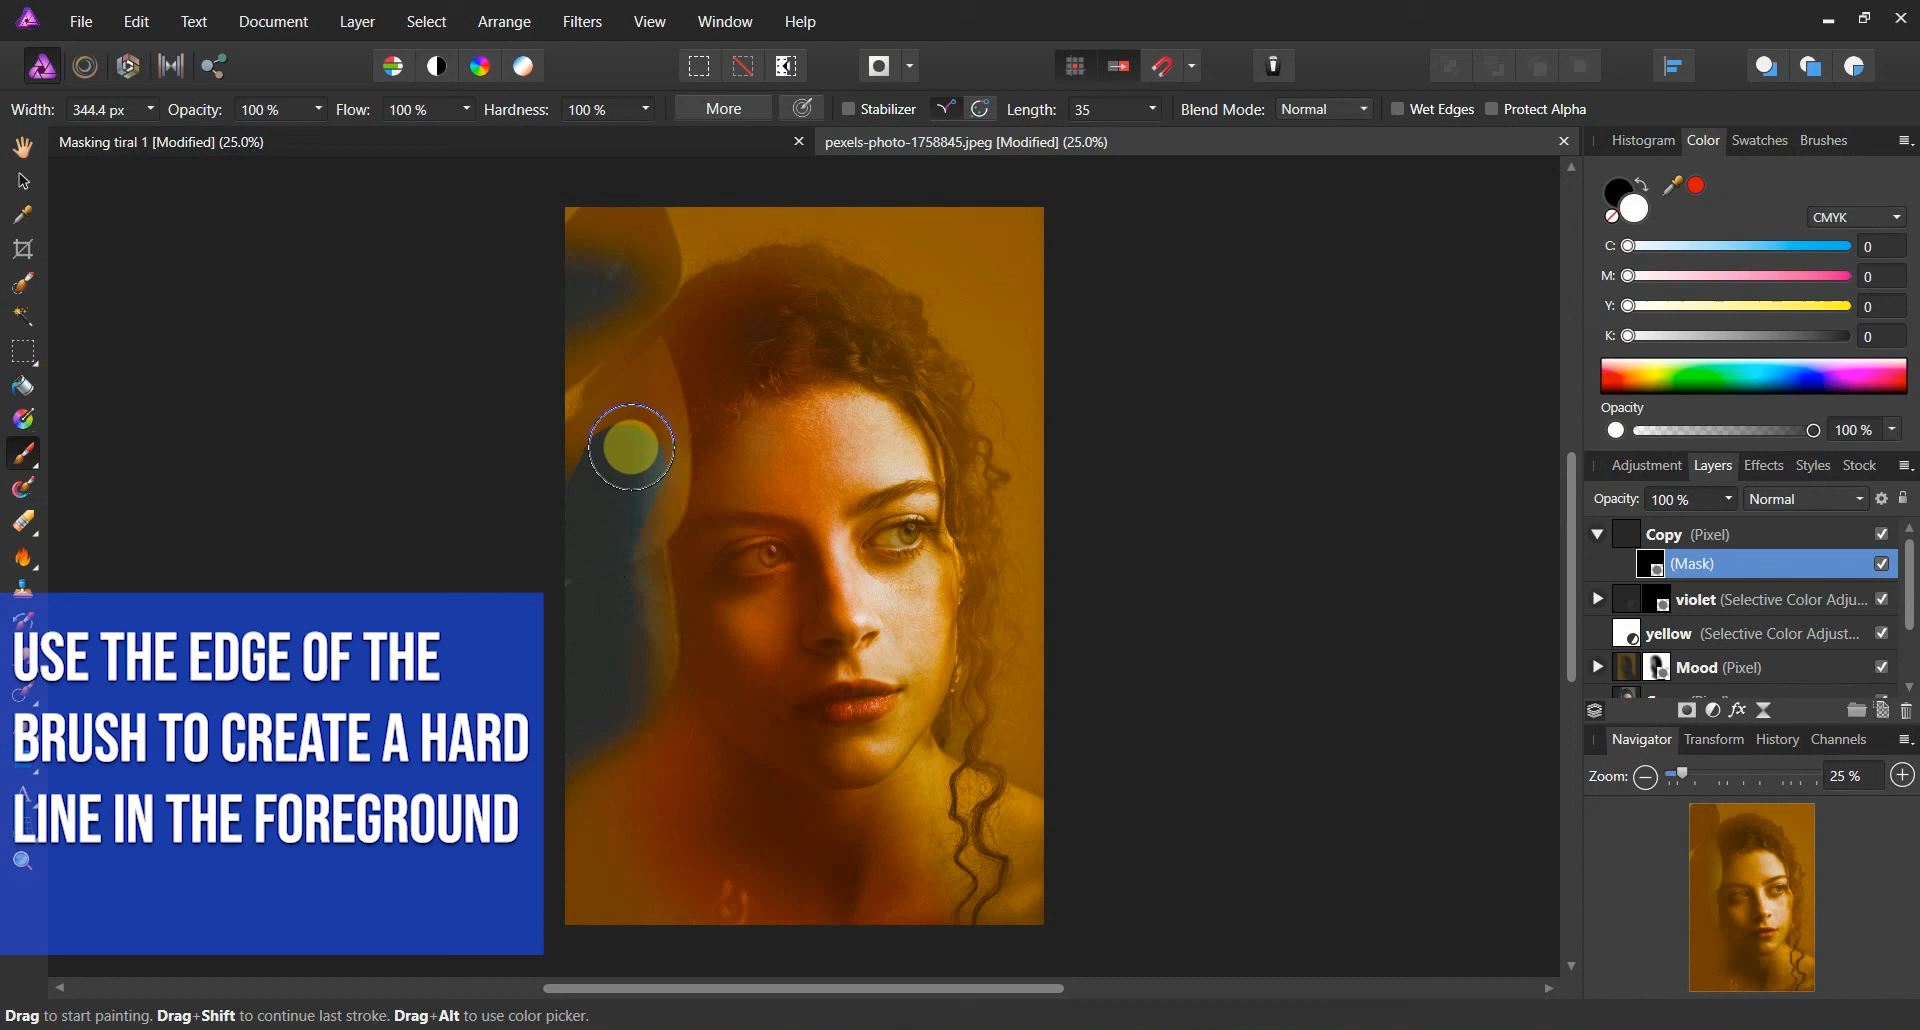 File Edit Text Document Layer Select Arrange Filters View Window Help
Width: 344.4 px Opacity: 100 % Flow: 100 % Hardness: 100 % More Stabilizer Length: 35 Blend Mode: Normal Wet Edges Protect Alpha
Masking tiral 1 [Modified] (25.0%) pexels-photo-1758845.jpeg [Modified] (25.0%)
Histogram Color Swatches Brushes
CMYK
C: 0
M: 0
Y: 0
K: 0
Opacity
100 %
Adjustment Layers Effects Styles Stock
Opacity: 100 % Normal
Copy (Pixel)
(Mask)
violet (Selective Color Adju...
yellow (Selective Color Adjust...
Mood (Pixel)
Navigator Transform History Channels
Zoom: 25 %
USE THE EDGE OF THE
BRUSH TO CREATE A HARD
LINE IN THE FOREGROUND
Drag to start painting. Drag+Shift to continue last stroke. Drag+Alt to use color picker.